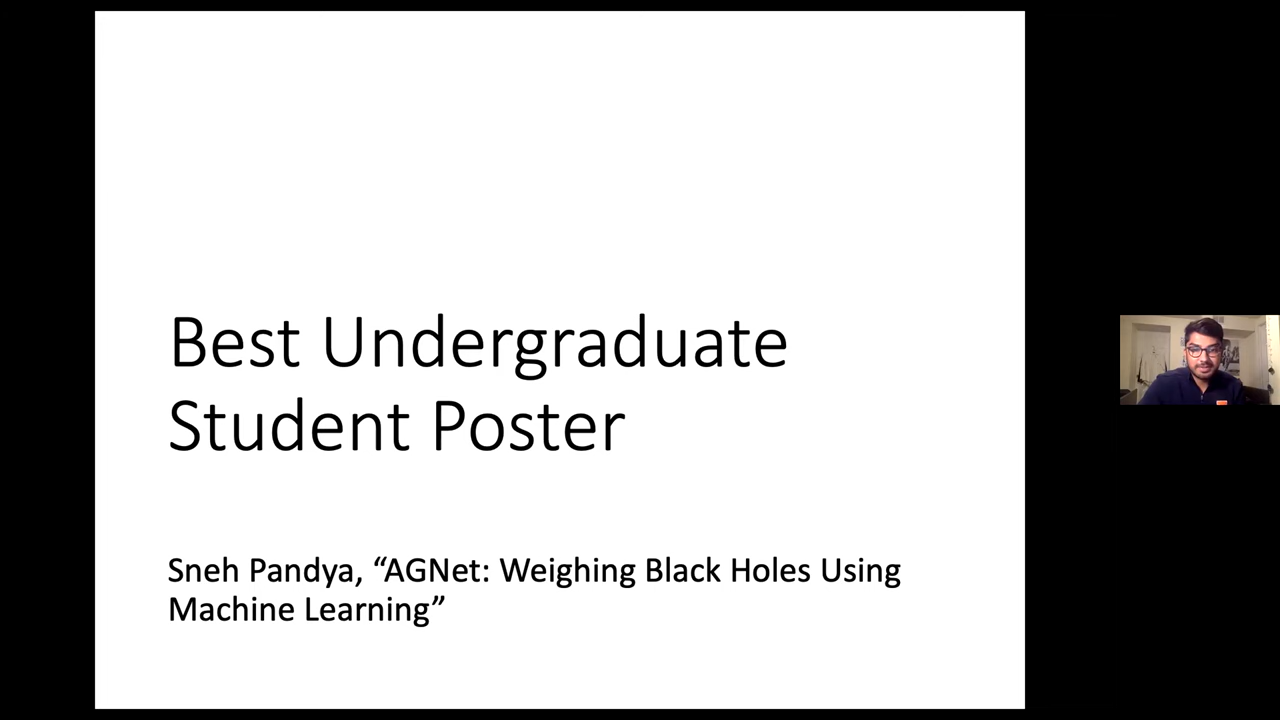 Best Undergraduate
Student Poster
Sneh Pandya, “AGNet: Weighing Black Holes Using
Machine Learning”